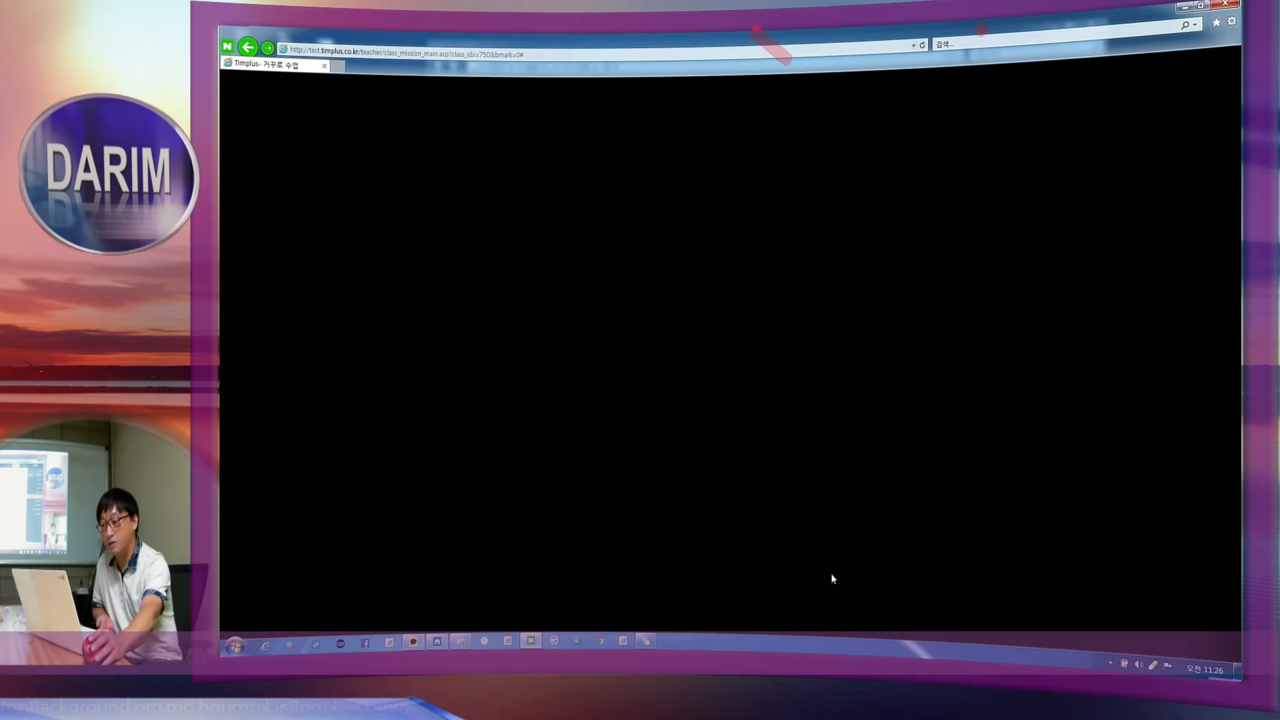 http://test.timplus.co.kr/teacher/class_mission_main.asp?class_idx=750&bmark=0#
검색...
Timplus- 거꾸로 수업
DARIM
오전 11:26